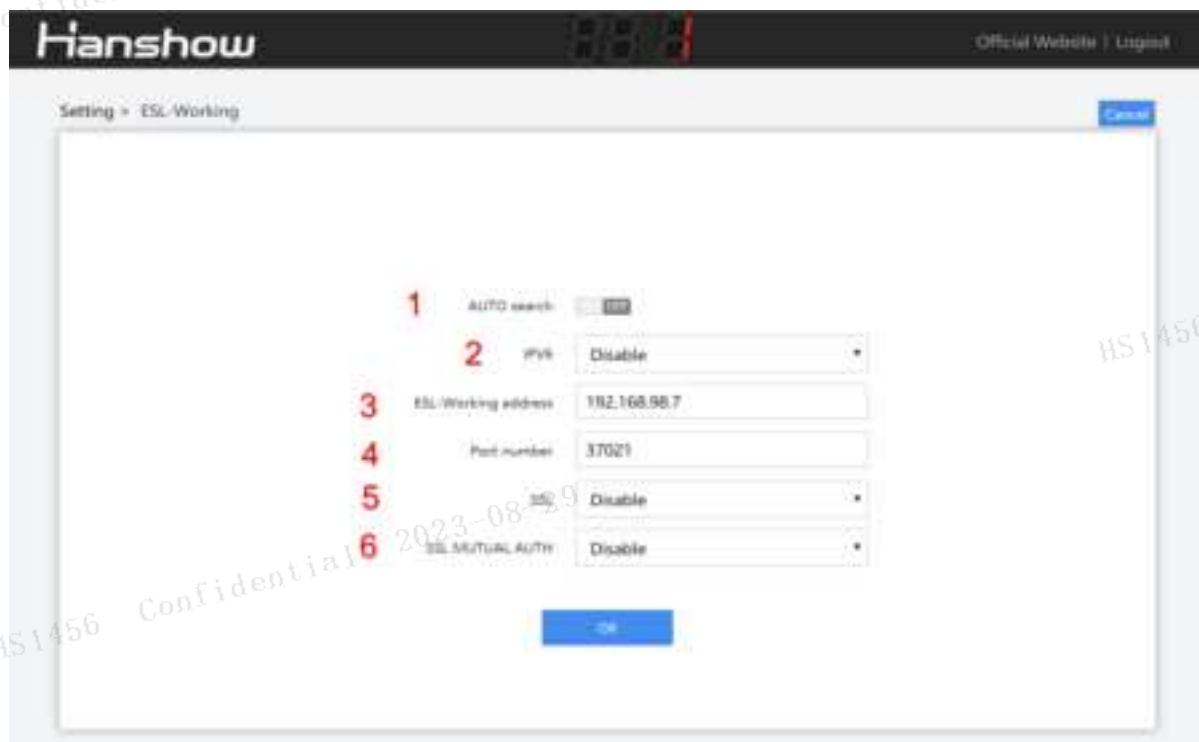 Hanshow
Official Website | Logout
Setting > ESL-Working
Cancel
1 AUTO search OFF
2 IPV6 Disable
3 ESL-Working address 192.168.98.7
4 Port number 37021
5 SSL Disable
6 SSL MUTUAL AUTH Disable
OK
HS1456 Confidential 2023-08-29
HS1456